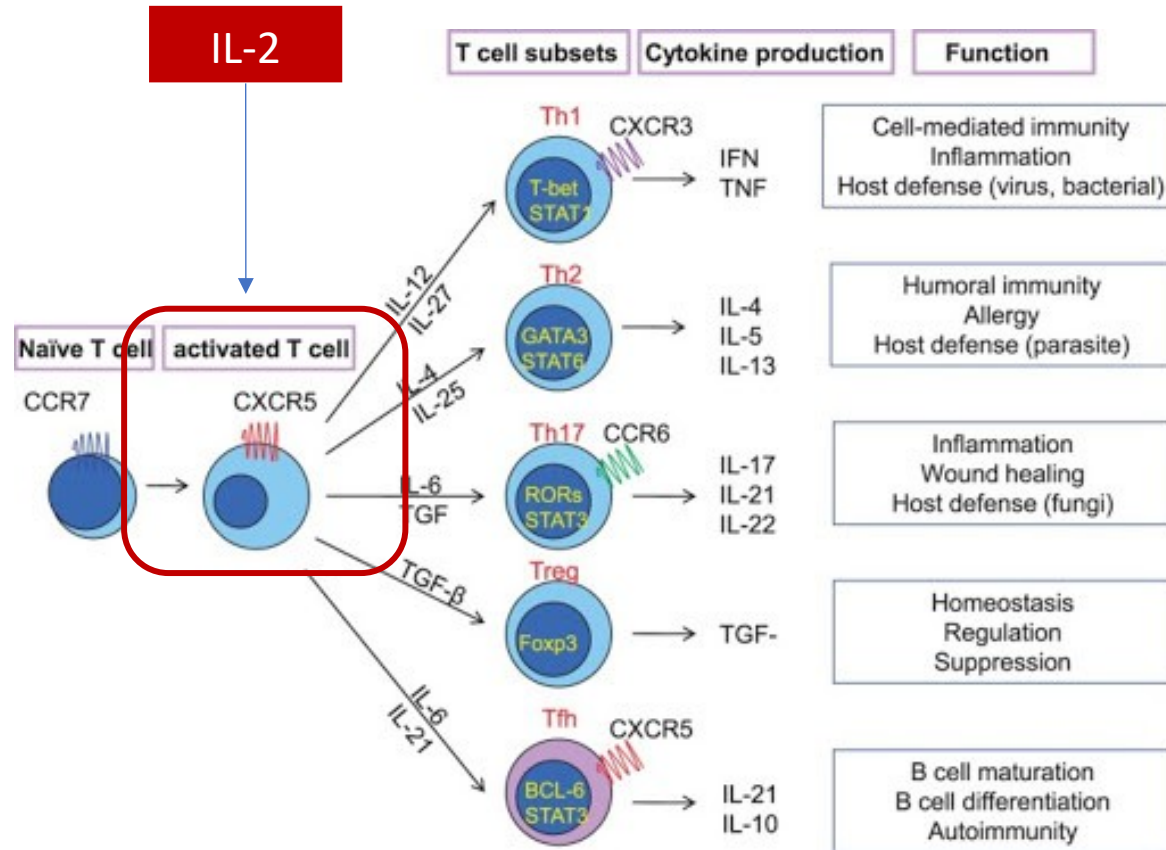 IL-2
T cell subsets
Cytokine production
Function
Th1
CXCR3
T-bet
STAT1
IFN
TNF
Cell-mediated immunity
Inflammation
Host defense (virus, bacterial)
IL-12
IL-27
Th2
GATA3
STAT6
IL-4
IL-5
IL-13
Humoral immunity
Allergy
Host defense (parasite)
Naïve T cell
activated T cell
IL-4
IL-25
CCR7
CXCR5
Th17
CCR6
RORs
STAT3
IL-17
IL-21
IL-22
Inflammation
Wound healing
Host defense (fungi)
IL-6
TGF
TGF-β
Treg
Foxp3
TGF-
Homeostasis
Regulation
Suppression
IL-6
IL-21
Tfh
CXCR5
BCL-6
STAT3
IL-21
IL-10
B cell maturation
B cell differentiation
Autoimmunity